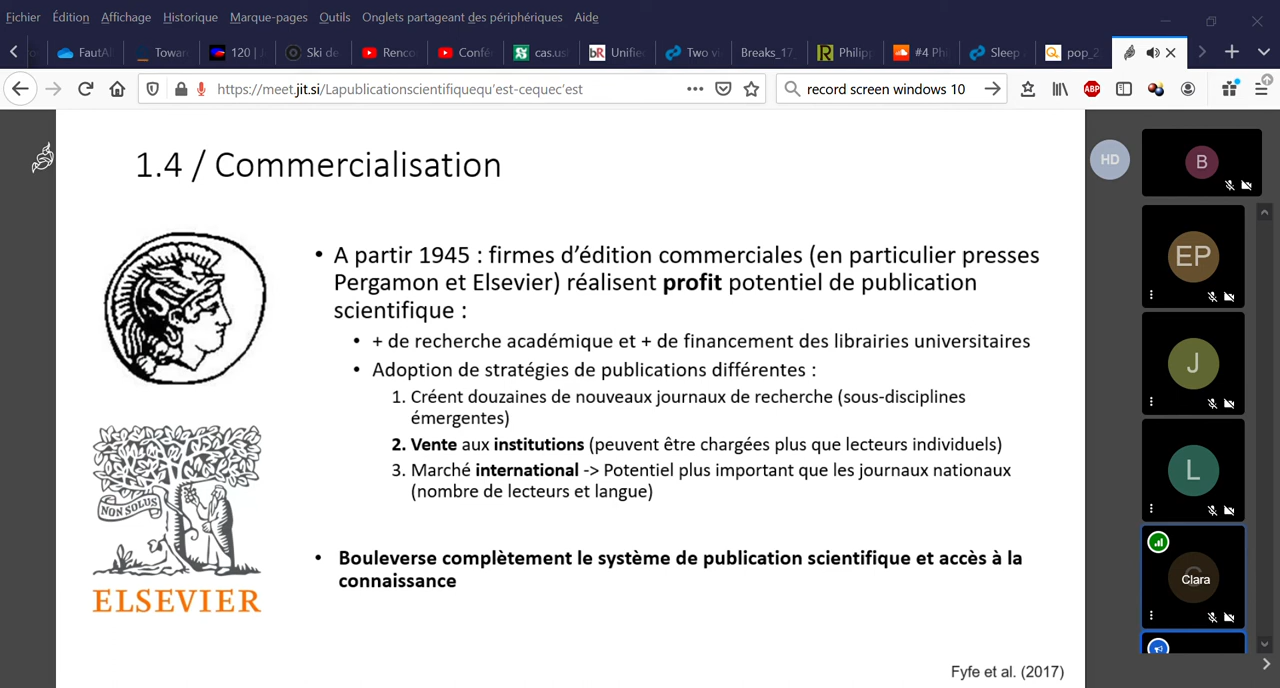 Fichier Édition Affichage Historique Marque-pages Outils Onglets partageant des périphériques Aide
FautAl Towar 120 | J Ski de Renco Confé cas.us Unifie Two v Breaks_17_ Philip #4 Ph Sleep pop_2
https://meet.jit.si/Lapublicationscientifiquequ'est-cequec'est
record screen windows 10
ABP
1.4 / Commercialisation
HD
B
EP
J
L
Clara
• A partir 1945 : firmes d'édition commerciales (en particulier presses
Pergamon et Elsevier) réalisent profit potentiel de publication
scientifique :
• + de recherche académique et + de financement des librairies universitaires
• Adoption de stratégies de publications différentes :
1. Créent douzaines de nouveaux journaux de recherche (sous-disciplines
émergentes)
2. Vente aux institutions (peuvent être chargées plus que lecteurs individuels)
3. Marché international -> Potentiel plus important que les journaux nationaux
(nombre de lecteurs et langue)
• Bouleverse complètement le système de publication scientifique et accès à la
connaissance
NON SOLUS
ELSEVIER
Fyfe et al. (2017)